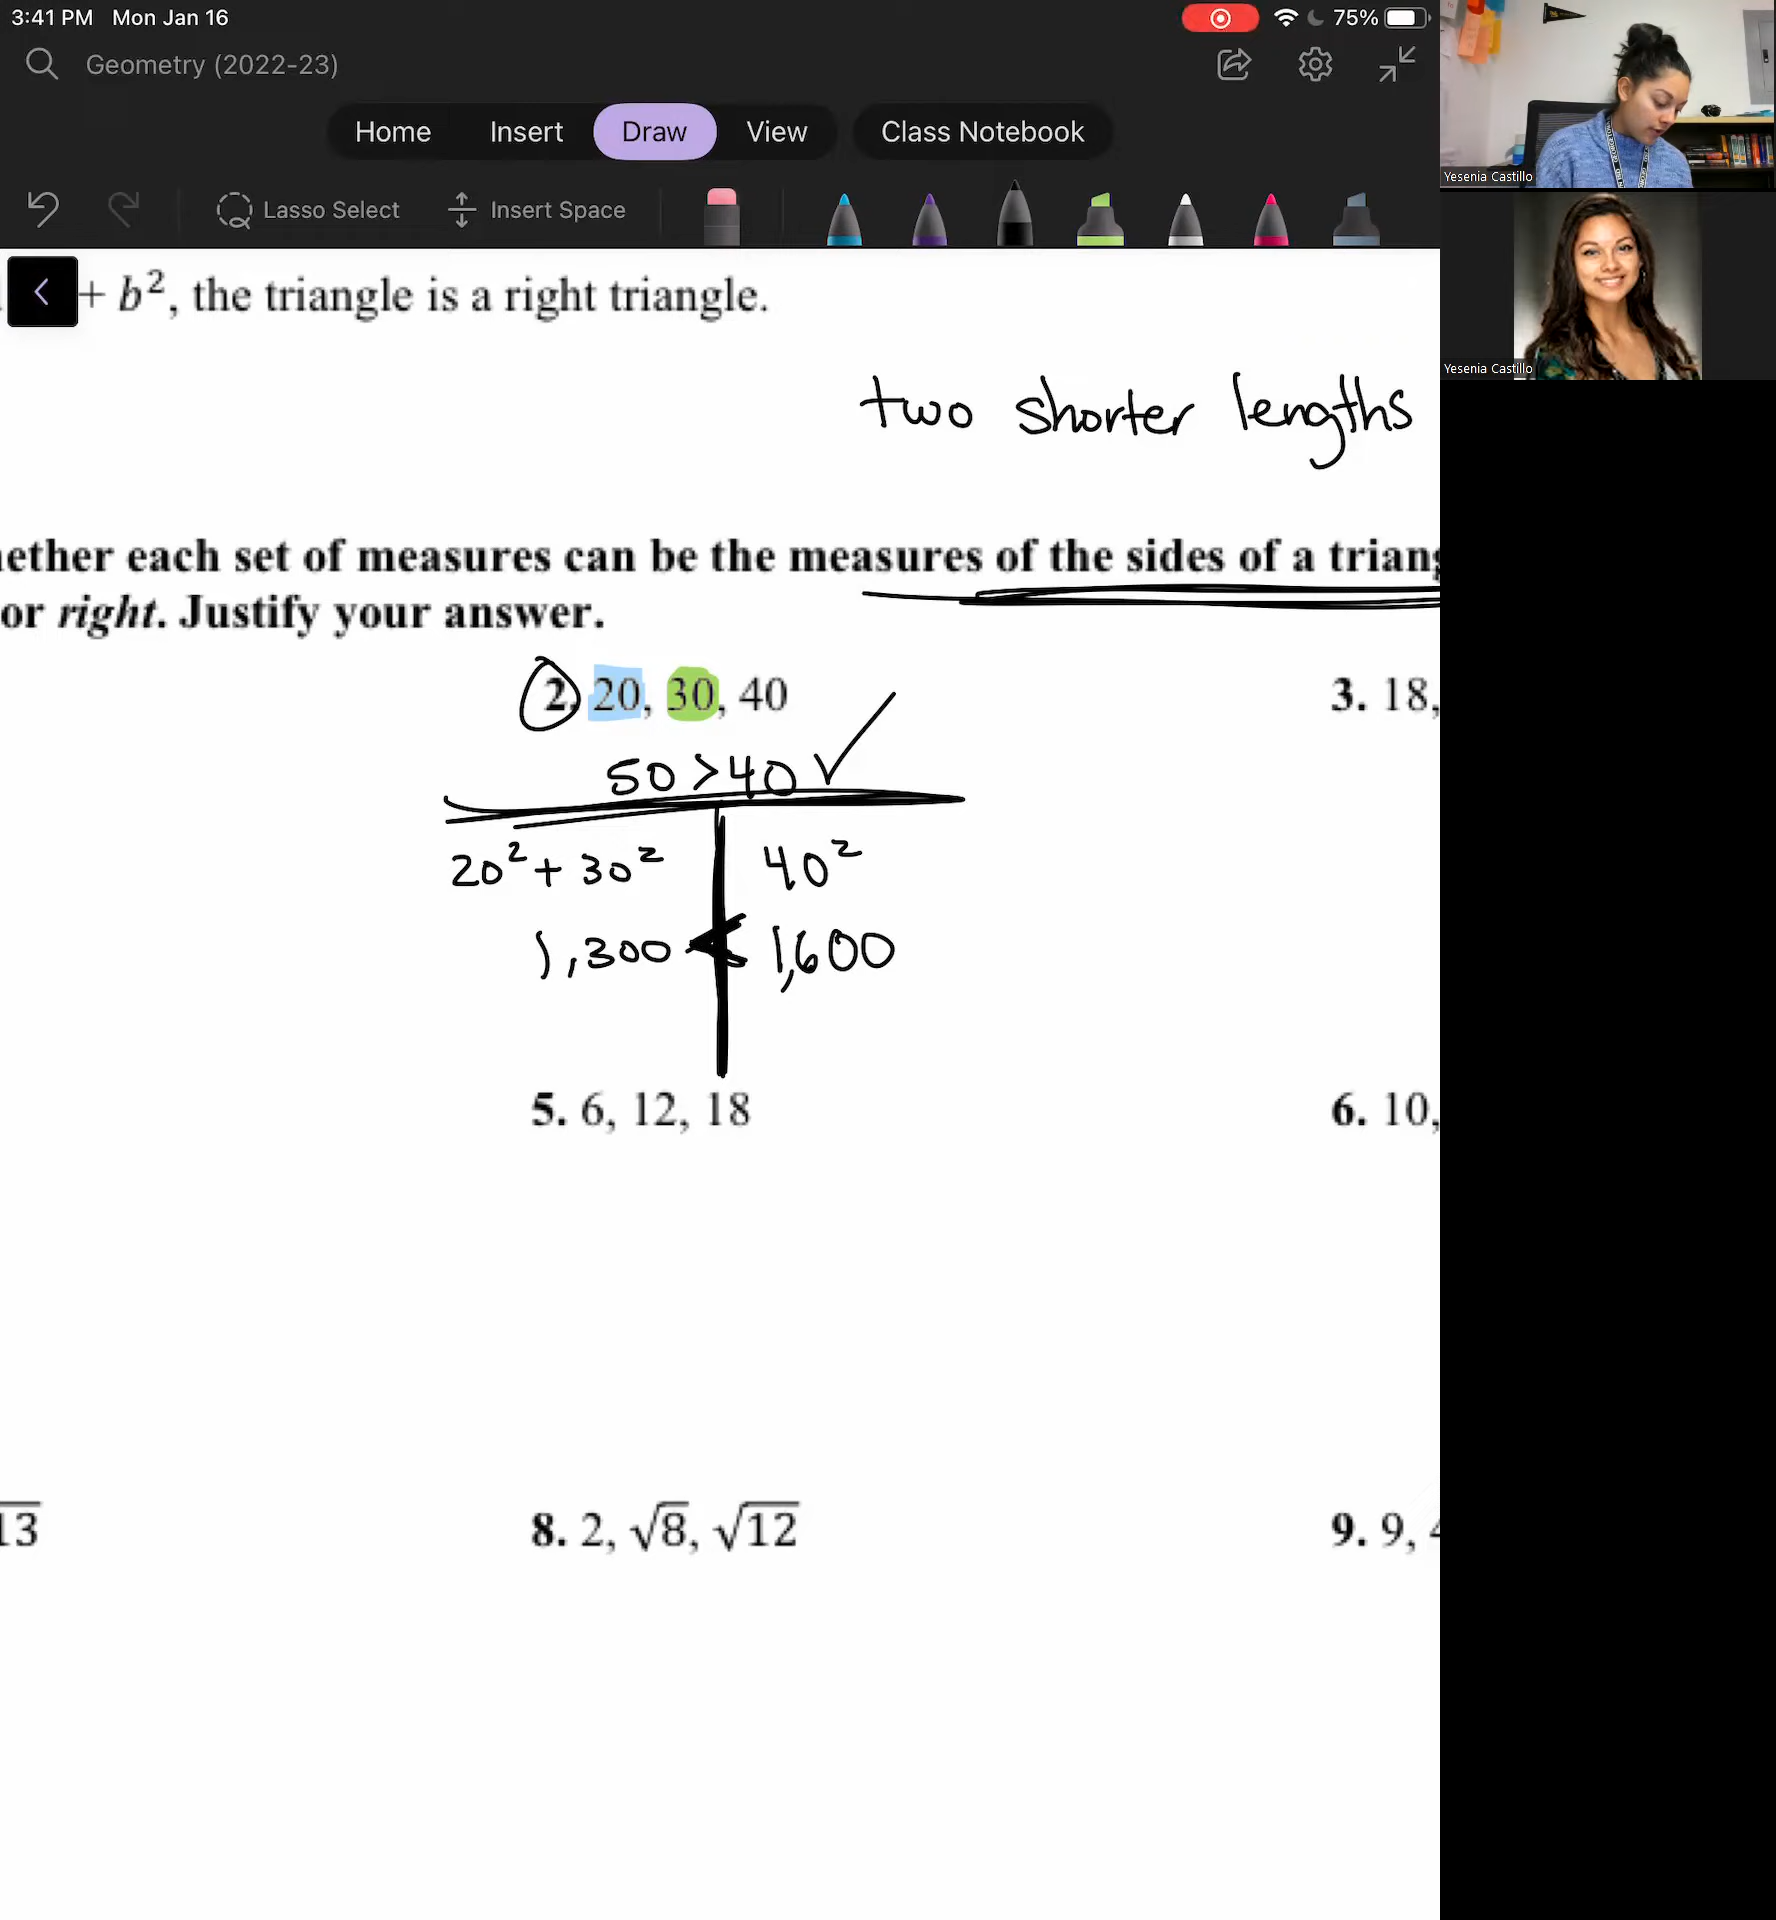 3:41 PM Mon Jan 16
75%
Geometry (2022-23)
Home Insert Draw View Class Notebook
Lasso Select Insert Space
Yesenia Castillo
Yesenia Castillo
+ b², the triangle is a right triangle.
two shorter lengths
ether each set of measures can be the measures of the sides of a triang
or right. Justify your answer.
2. 20, 30, 40
3. 18,
50 > 40 ✓
20² + 30² 40²
1,300 < 1,600
5. 6, 12, 18
6. 10,
13
8. 2, √8, √12
9. 9,